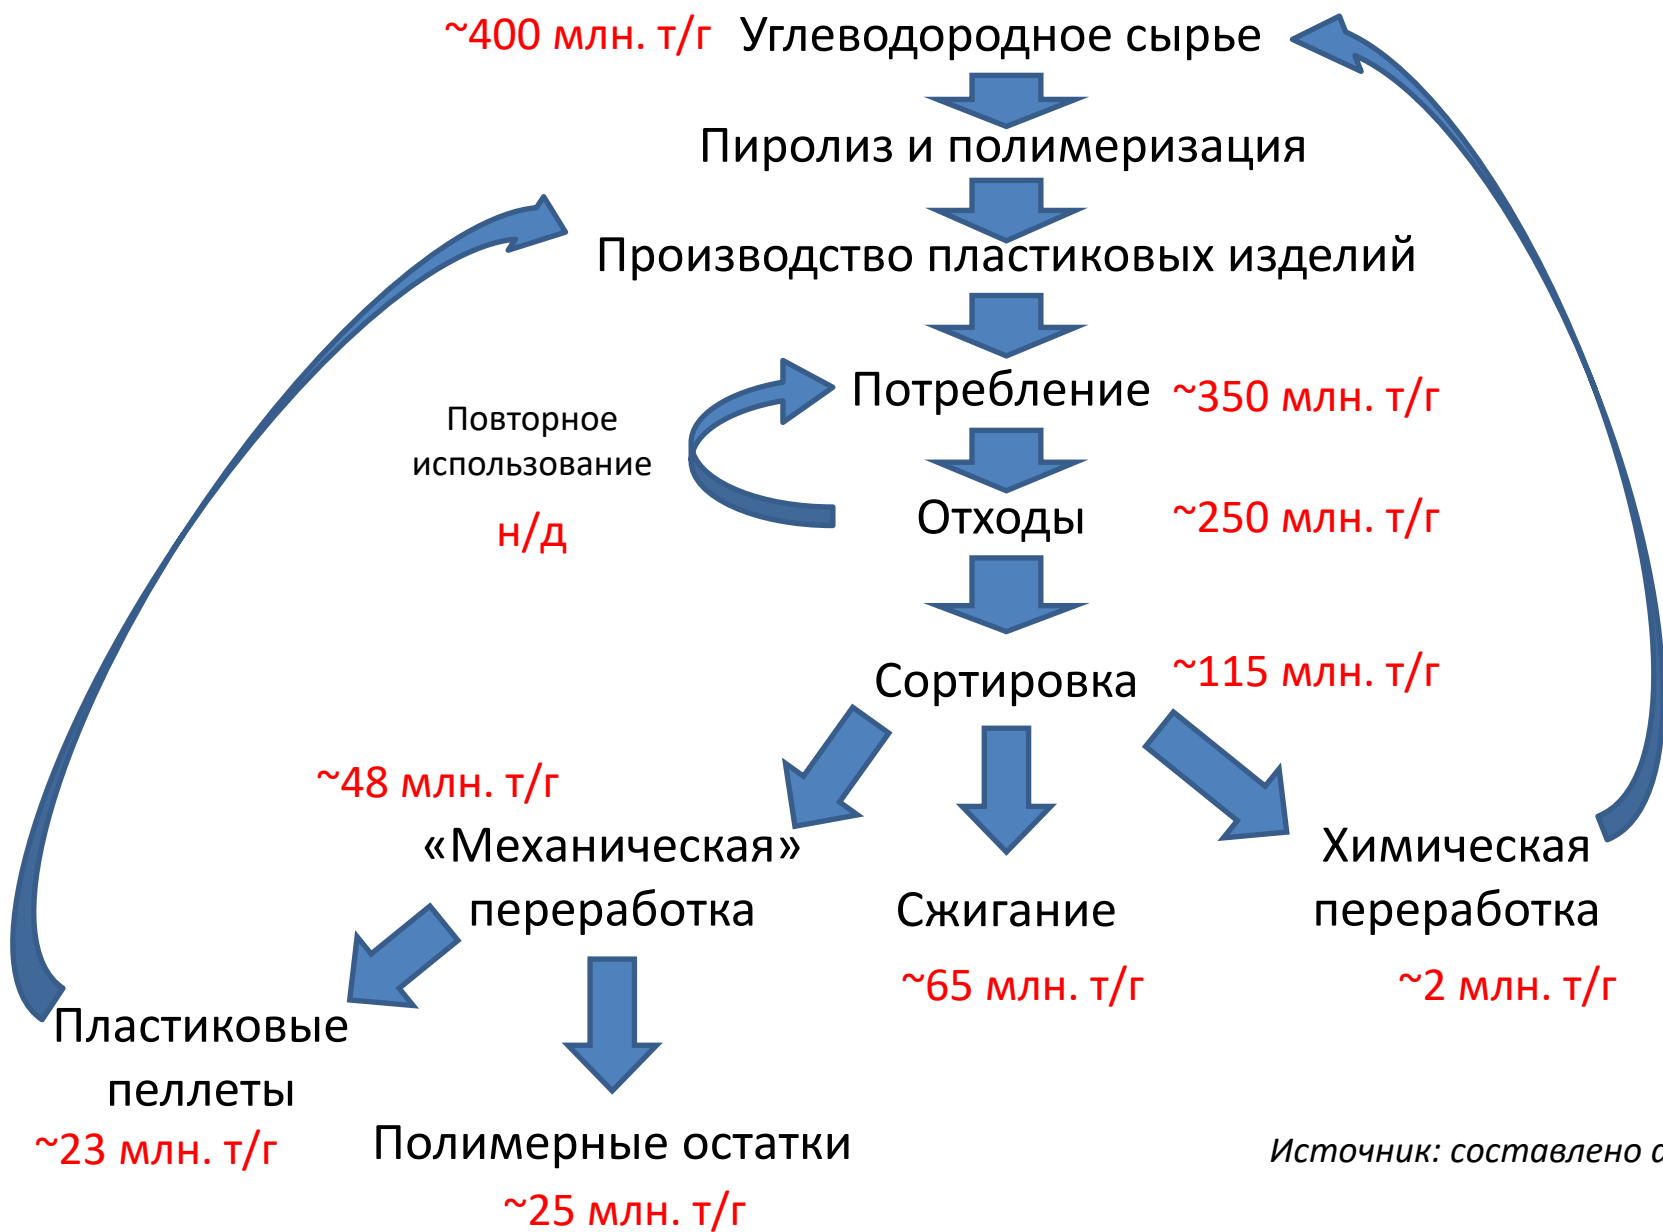 ~400 млн. т/г Углеводородное сырье
Пиролиз и полимеризация
Производство пластиковых изделий
Потребление ~350 млн. т/г
Повторное
использование
н/д
Отходы ~250 млн. т/г
Сортировка ~115 млн. т/г
~48 млн. т/г
«Механическая»
переработка
Сжигание
~65 млн. т/г
Химическая
переработка
~2 млн. т/г
Пластиковые
пеллеты
~23 млн. т/г
Полимерные остатки
~25 млн. т/г
Источник: составлено